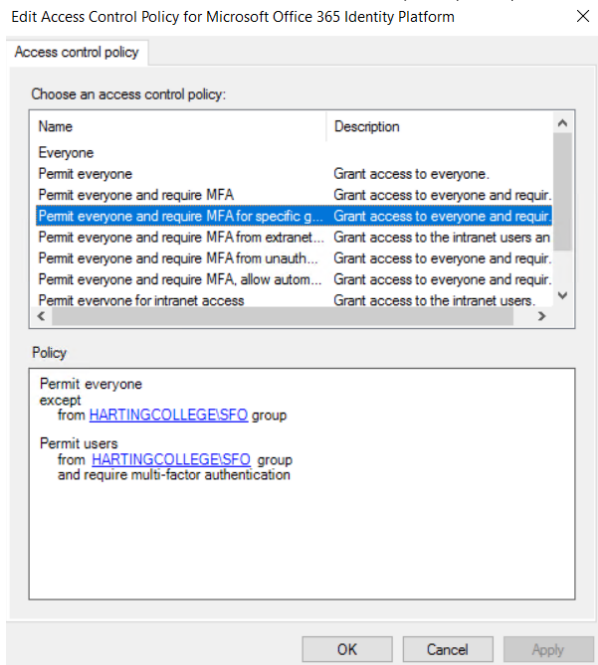 Edit Access Control Policy for Microsoft Office 365 Identity Platform
Access control policy
Choose an access control policy:
Name Description
Everyone
Permit everyone Grant access to everyone.
Permit everyone and require MFA Grant access to everyone and requir.
Permit everyone and require MFA for specific g... Grant access to everyone and requir.
Permit everyone and require MFA from extranet... Grant access to the intranet users an
Permit everyone and require MFA from unauth... Grant access to everyone and requir.
Permit everyone and require MFA, allow autom... Grant access to everyone and requir.
Permit everyone for intranet access Grant access to the intranet users.
Policy
Permit everyone
except
from HARTINGCOLLEGE\SFO group
Permit users
from HARTINGCOLLEGE\SFO group
and require multi-factor authentication
OK Cancel Apply